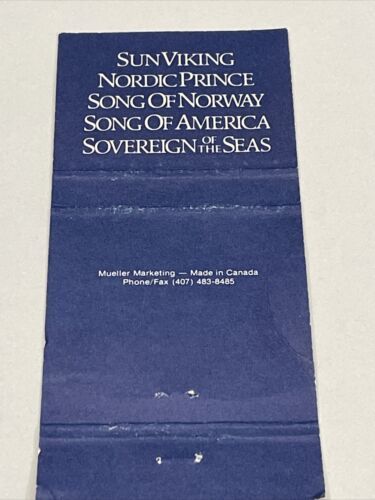 SUN VIKING
NORDIC PRINCE
SONG OF NORWAY
SONG OF AMERICA
SOVEREIGN OF THE SEAS
Mueller Marketing — Made in Canada
Phone/Fax (407) 483-8485